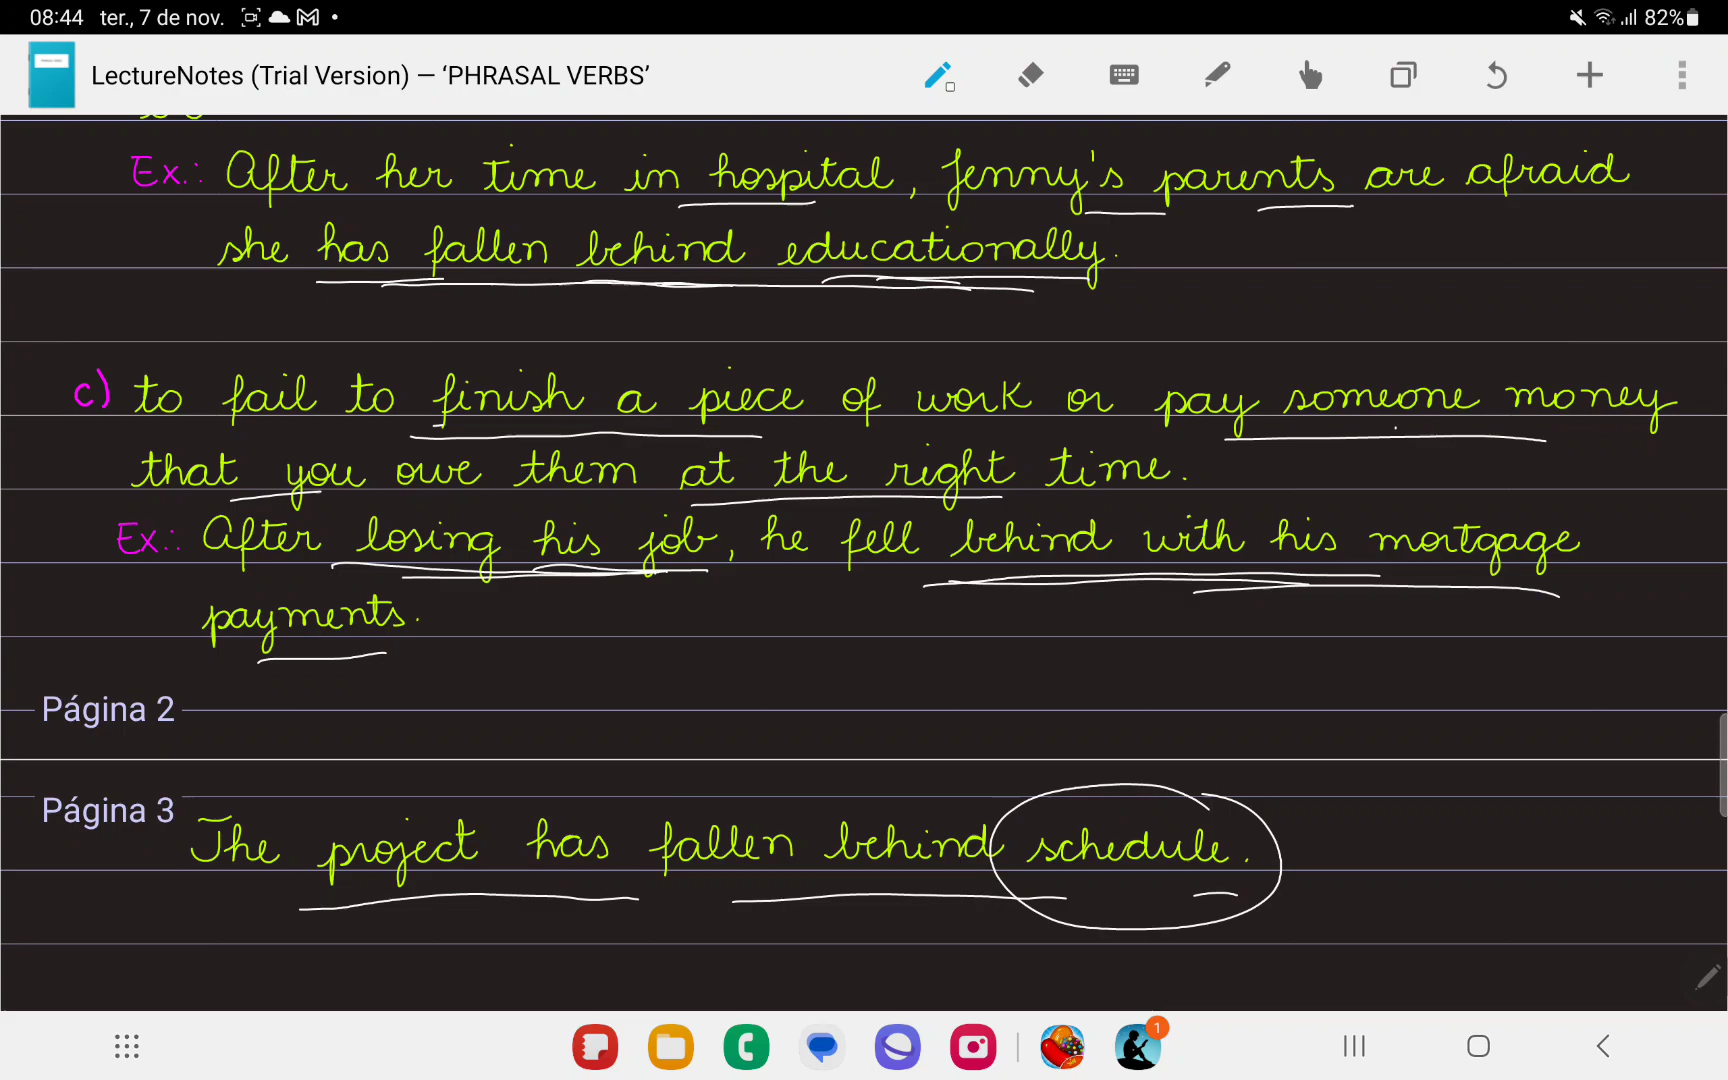 08:44 ter., 7 de nov. 82%
LectureNotes (Trial Version) — ‘PHRASAL VERBS’
Ex.: After her time in hospital, Jenny's parents are afraid
she has fallen behind educationally.
c) to fail to finish a piece of work or pay someone money
that you owe them at the right time.
Ex.: After losing his job, he fell behind with his mortgage
payments.
Página 2
Página 3
The project has fallen behind schedule.
1